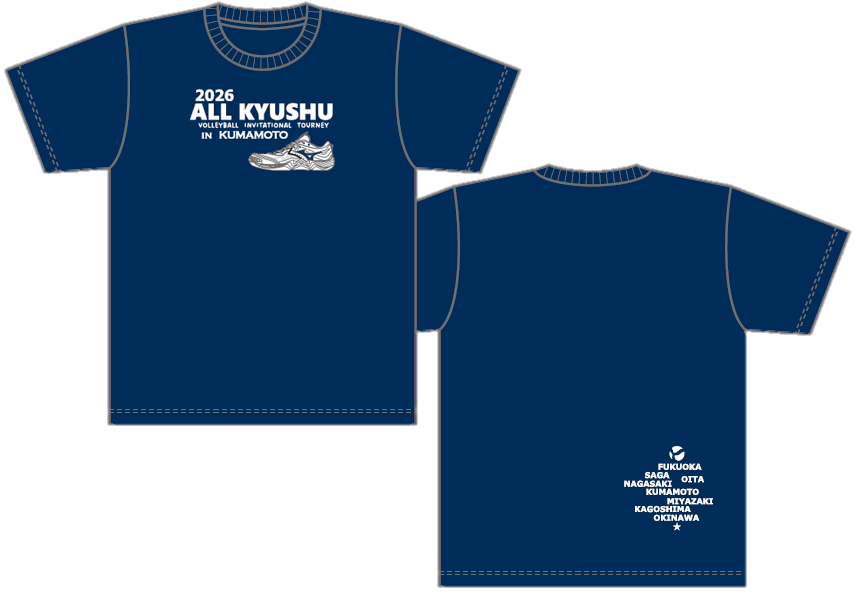 2026
ALL KYUSHU
VOLLEYBALL INVITATIONAL TOURNEY
IN KUMAMOTO
FUKUOKA
SAGA OITA
NAGASAKI
KUMAMOTO
MIYAZAKI
KAGOSHIMA
OKINAWA